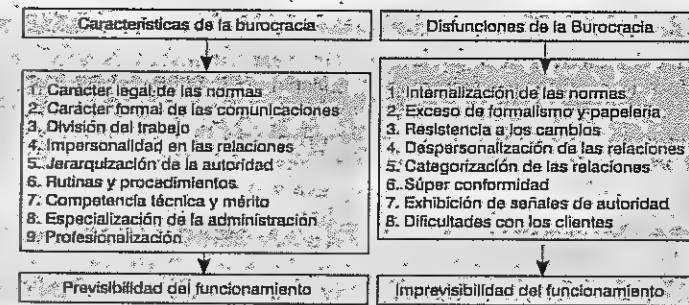 Características de la burocracia
1. Carácter legal de las normas
2. Carácter formal de las comunicaciones
3. División del trabajo
4. Impersonalidad en las relaciones
5. Jerarquización de la autoridad
6. Rutinas y procedimientos
7. Competencia técnica y mérito
8. Especialización de la administración
9. Profesionalización
Previsibilidad del funcionamiento
Disfunciones de la Burocracia
1. Internalización de las normas
2. Exceso de formalismo y papelería
3. Resistencia a los cambios
4. Despersonalización de las relaciones
5. Categorización de las relaciones
6. Súper conformidad
7. Exhibición de señales de autoridad
8. Dificultades con los clientes
Imprevisibilidad del funcionamiento